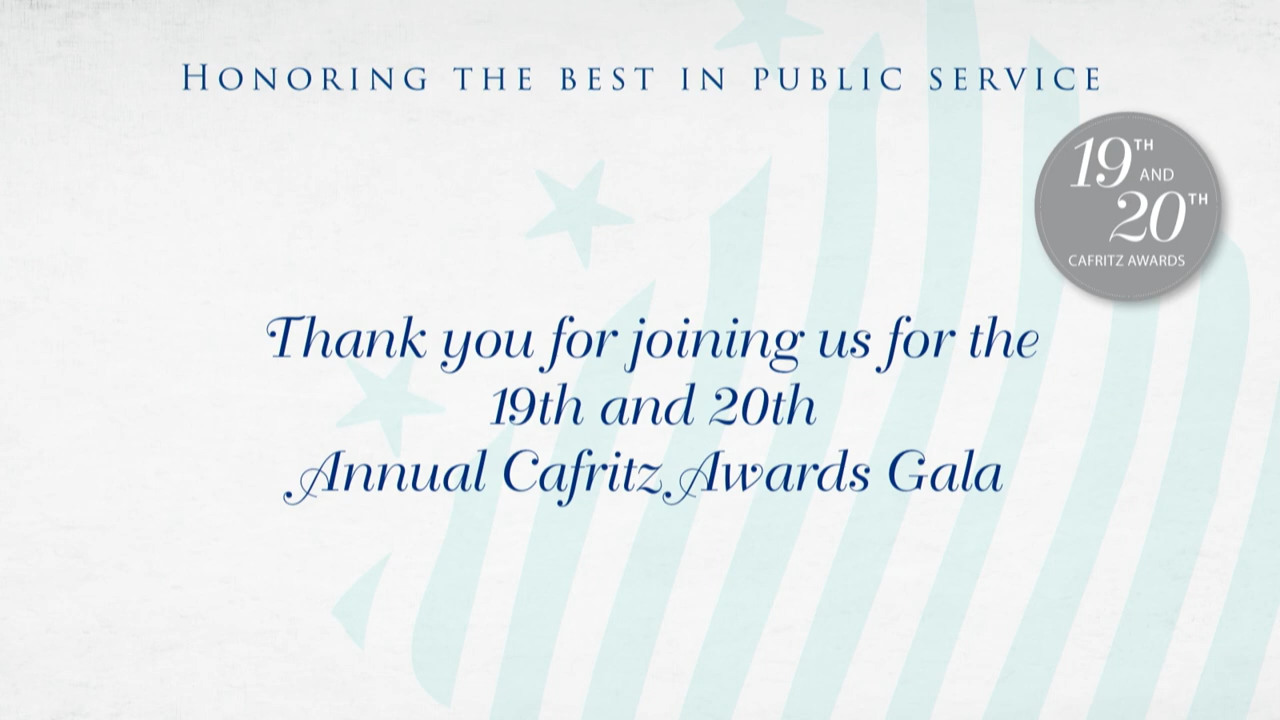 HONORING THE BEST IN PUBLIC SERVICE
19TH
AND
20TH
CAFRITZ AWARDS
Thank you for joining us for the
19th and 20th
Annual Cafritz Awards Gala